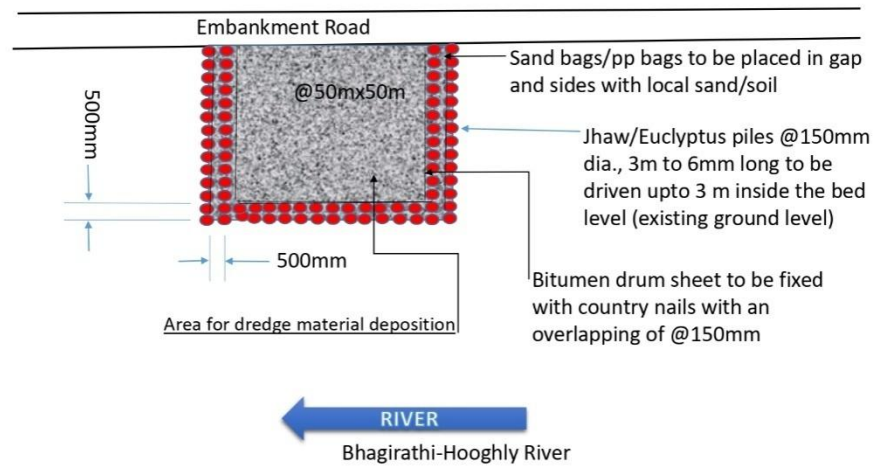 Embankment Road
Sand bags/pp bags to be placed in gap
and sides with local sand/soil
@50mx50m
500mm
Jhaw/Euclyptus piles @150mm
dia., 3m to 6mm long to be
driven upto 3 m inside the bed
level (existing ground level)
500mm
Bitumen drum sheet to be fixed
with country nails with an
overlapping of @150mm
Area for dredge material deposition
RIVER
Bhagirathi-Hooghly River